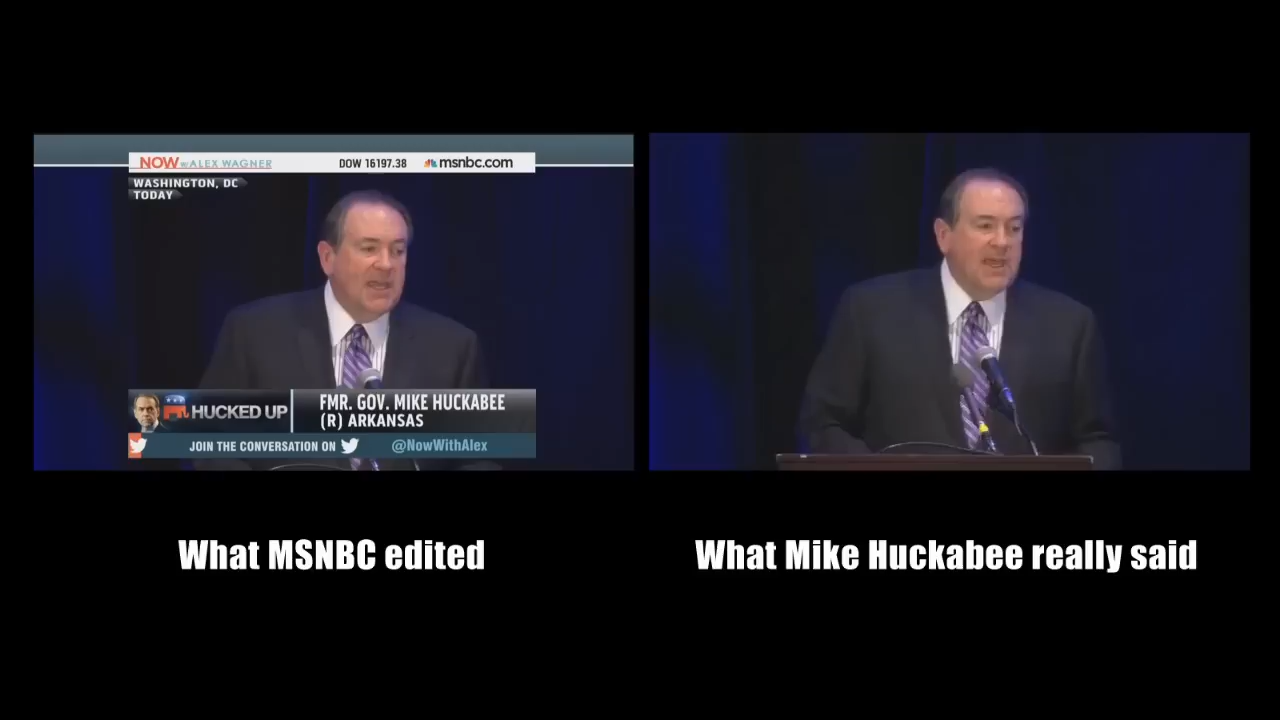 NOW w/ALEX WAGNER
DOW 16197.38
msnbc.com
WASHINGTON, DC
TODAY
HUCKED UP
FMR. GOV. MIKE HUCKABEE
(R) ARKANSAS
JOIN THE CONVERSATION ON
@NowWithAlex
What MSNBC edited
What Mike Huckabee really said